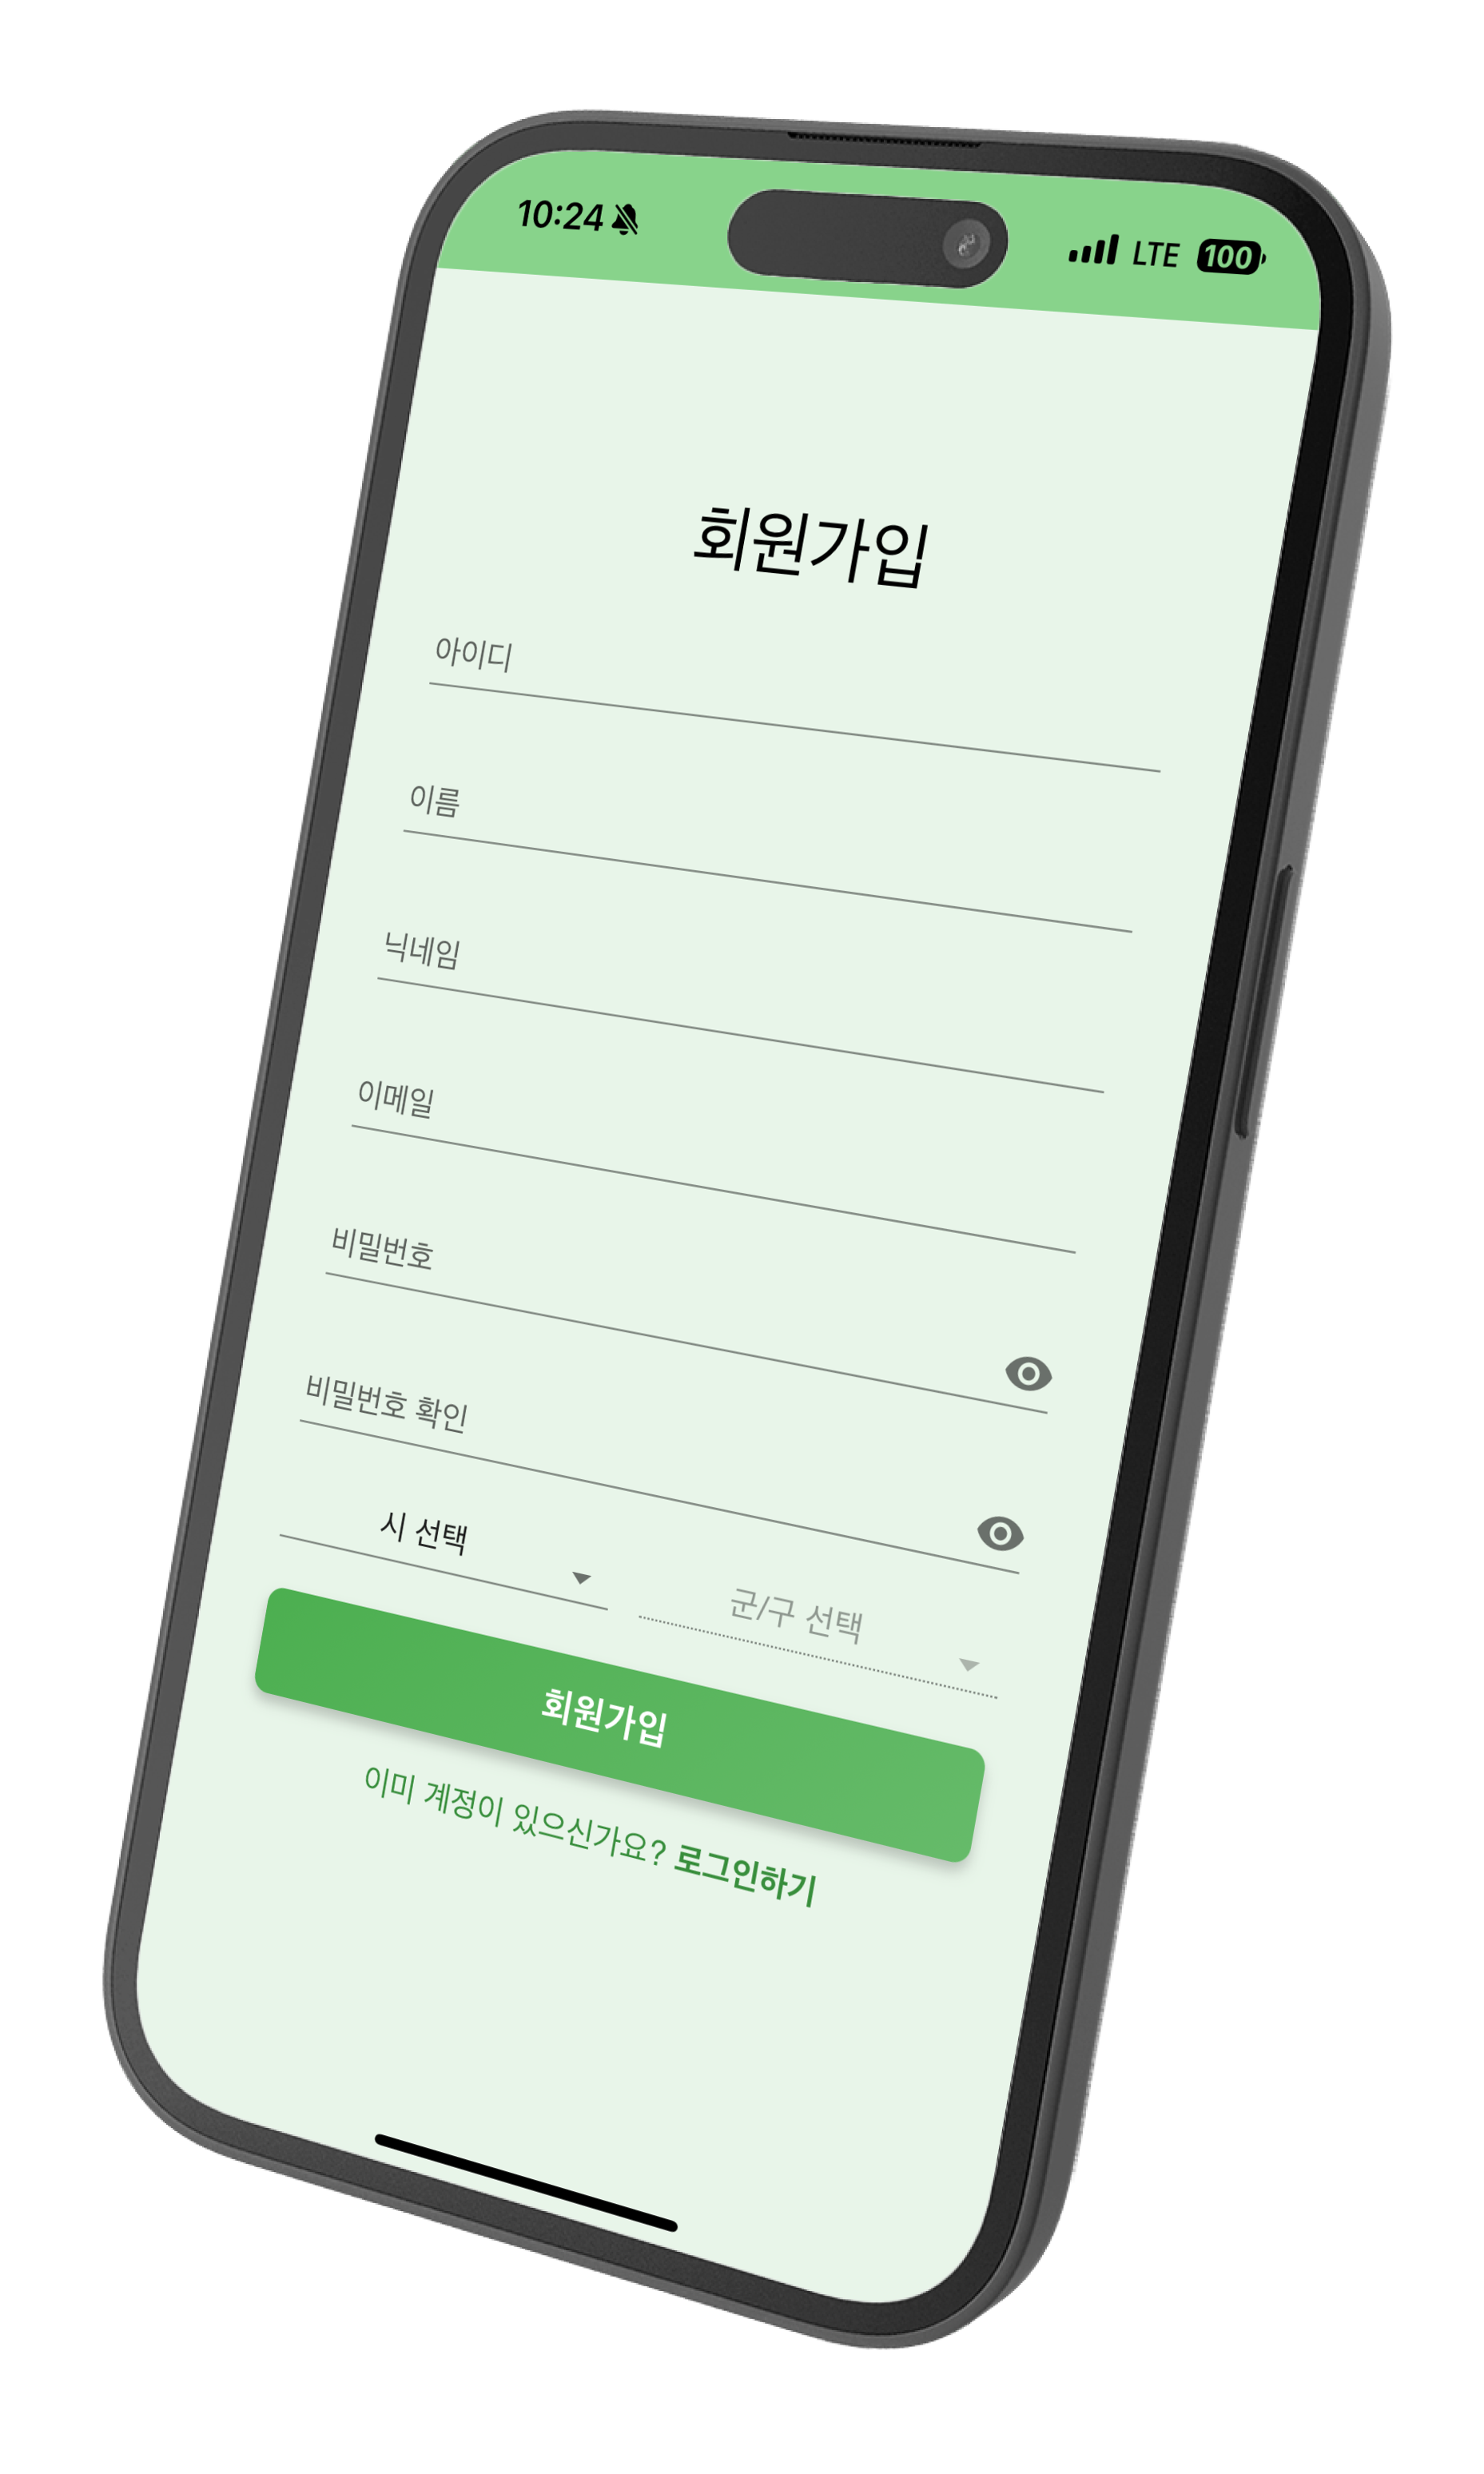 10:24 LTE 100
회원가입
아이디
이름
닉네임
이메일
비밀번호
비밀번호 확인
시 선택 군/구 선택
회원가입
이미 계정이 있으신가요? 로그인하기